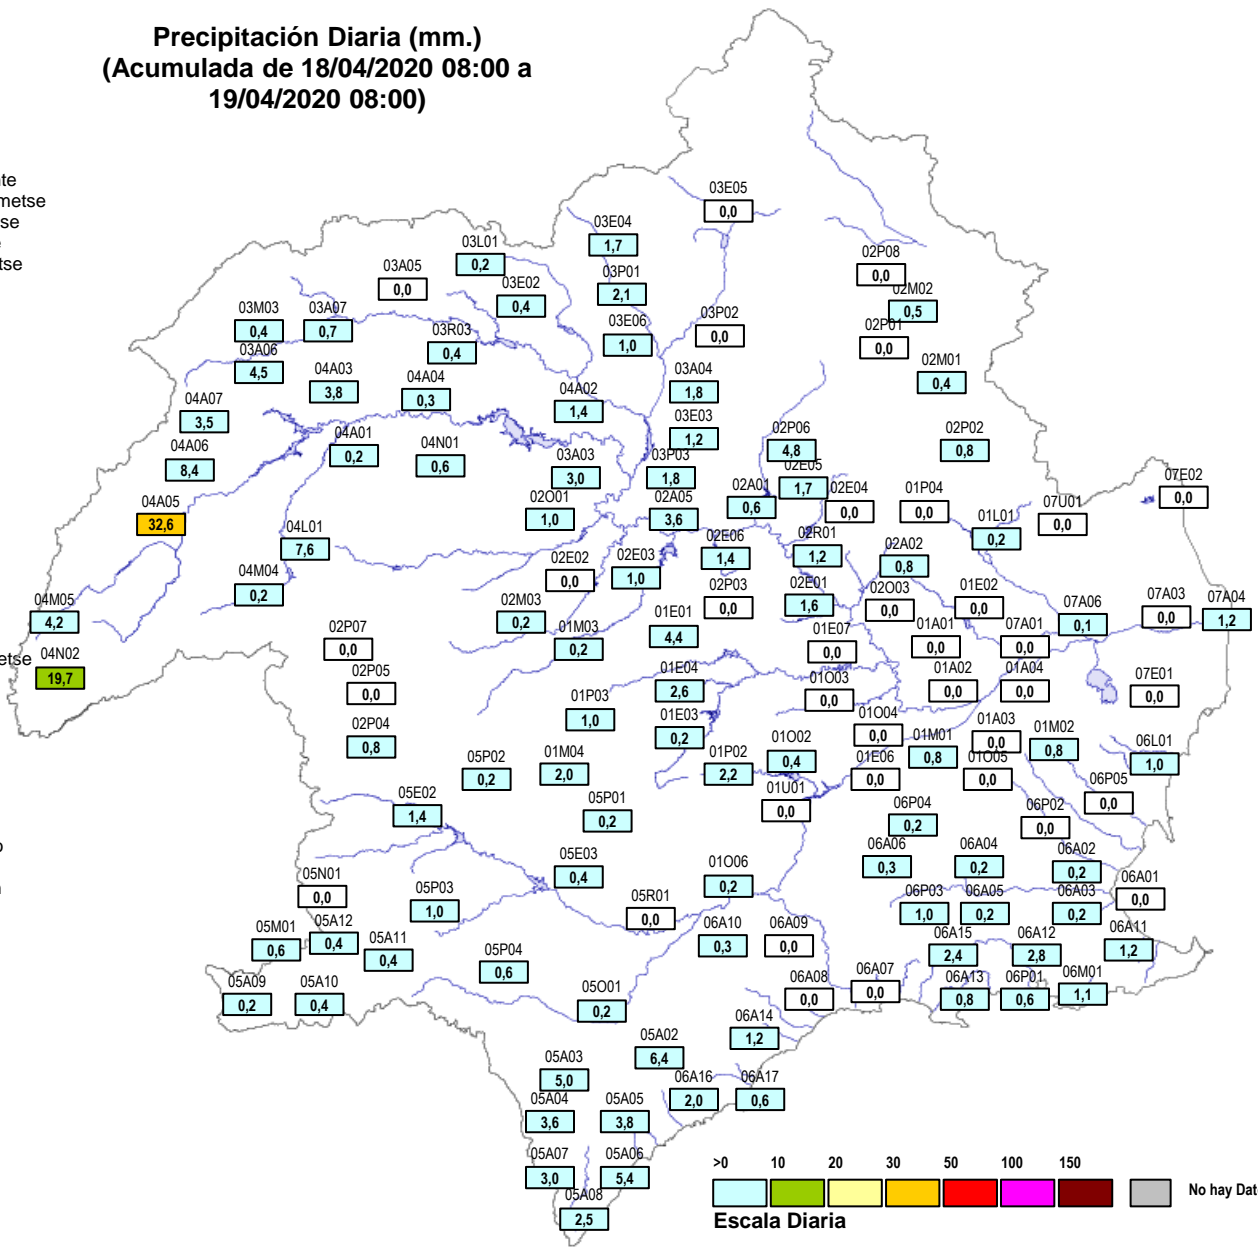 Precipitación Diaria (mm.)
(Acumulada de 18/04/2020 08:00 a
19/04/2020 08:00)
nte
metse
se
e
tse
etse
o
n
03E05
0,0
03E04
1,7
03L01
0,2
02P08
0,0
03A05
0,0
03P01
2,1
03E02
0,4
02M02
0,5
03M03
0,4
03A07
0,7
03P02
0,0
03E06
1,0
02P01
0,0
03R03
0,4
03A06
4,5
02M01
0,4
04A03
3,8
04A04
0,3
03A04
1,8
04A02
1,4
04A07
3,5
03E03
1,2
04A01
0,2
02P06
4,8
02P02
0,8
04A06
8,4
04N01
0,6
03A03
3,0
03P03
1,8
02E05
1,7
07E02
0,0
04A05
32,6
02O01
1,0
02A05
3,6
02A01
0,6
02E04
0,0
01P04
0,0
07U01
0,0
01L01
0,2
04L01
7,6
02E06
1,4
02R01
1,2
02A02
0,8
02E02
0,0
02E03
1,0
04M04
0,2
02P03
0,0
02E01
1,6
02O03
0,0
01E02
0,0
04M05
4,2
02M03
0,2
07A06
0,1
07A03
0,0
07A04
1,2
01E01
4,4
02P07
0,0
01M03
0,2
01E07
0,0
01A01
0,0
07A01
0,0
04N02
19,7
02P05
0,0
01E04
2,6
01O03
0,0
01A02
0,0
01A04
0,0
07E01
0,0
01P03
1,0
02P04
0,8
01E03
0,2
01O04
0,0
01A03
0,0
01M02
0,8
01M01
0,8
06L01
1,0
05P02
0,2
01M04
2,0
01P02
2,2
01O02
0,4
01E06
0,0
01O05
0,0
05E02
1,4
05P01
0,2
01U01
0,0
06P05
0,0
06P04
0,2
06P02
0,0
05E03
0,4
01O06
0,2
06A06
0,3
06A04
0,2
06A02
0,2
05N01
0,0
05P03
1,0
05R01
0,0
06P03
1,0
06A05
0,2
06A03
0,2
06A01
0,0
05M01
0,6
05A12
0,4
05A11
0,4
06A10
0,3
06A09
0,0
06A15
2,4
06A12
2,8
06A11
1,2
05P04
0,6
05A09
0,2
05A10
0,4
05O01
0,2
06A08
0,0
06A07
0,0
06A13
0,8
06P01
0,6
06M01
1,1
06A14
1,2
05A02
6,4
05A03
5,0
06A16
2,0
06A17
0,6
05A04
3,6
05A05
3,8
05A07
3,0
05A06
5,4
05A08
2,5
>0 10 20 30 50 100 150
No hay Dat
Escala Diaria